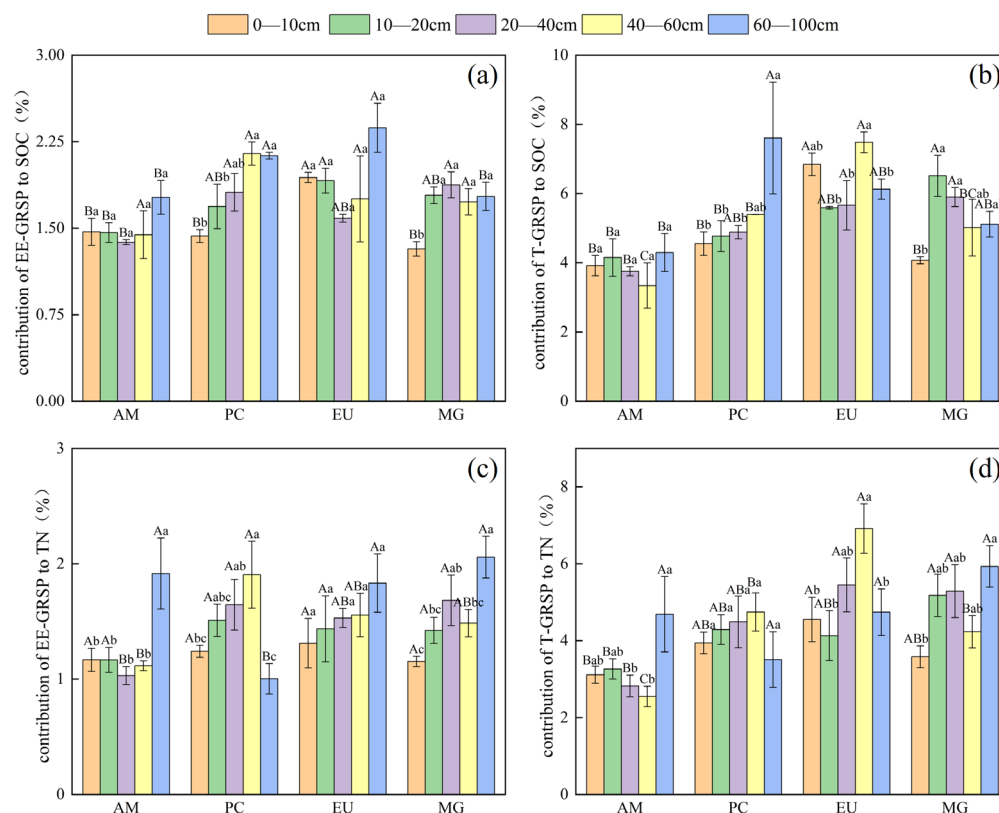 0—10cm 10—20cm 20—40cm 40—60cm 60—100cm
(a)
contribution of EE-GRSP to SOC（%）
3.00
2.25
1.50
0.75
0.00
Ba Ba Ba Aa Ba
Bb ABb Aab Aa Aa
Aa Aa ABa Aa Aa
Bb ABa Aa Aa Ba
AM PC EU MG
(b)
contribution of T-GRSP to SOC（%）
10
8
6
4
2
0
Ba Ba Ba Ca Ba
Bb Bb ABb Bab Aa
Aab ABb Ab Aa ABb
Bb Aa Aa BCab ABa
AM PC EU MG
(c)
contribution of EE-GRSP to TN（%）
3
2
1
0
Ab Ab Bb Bb Aa
Abc Aabc Aab Aa Bc
Aa Aa ABa ABa Aa
Ac ABc Aab ABbc Aa
AM PC EU MG
(d)
contribution of T-GRSP to TN（%）
8
6
4
2
0
Bab Bab Bb Cb Aa
ABa ABa ABa Ba Aa
Ab ABb Aab Aa Ab
ABb Aab Aab Bab Aa
AM PC EU MG